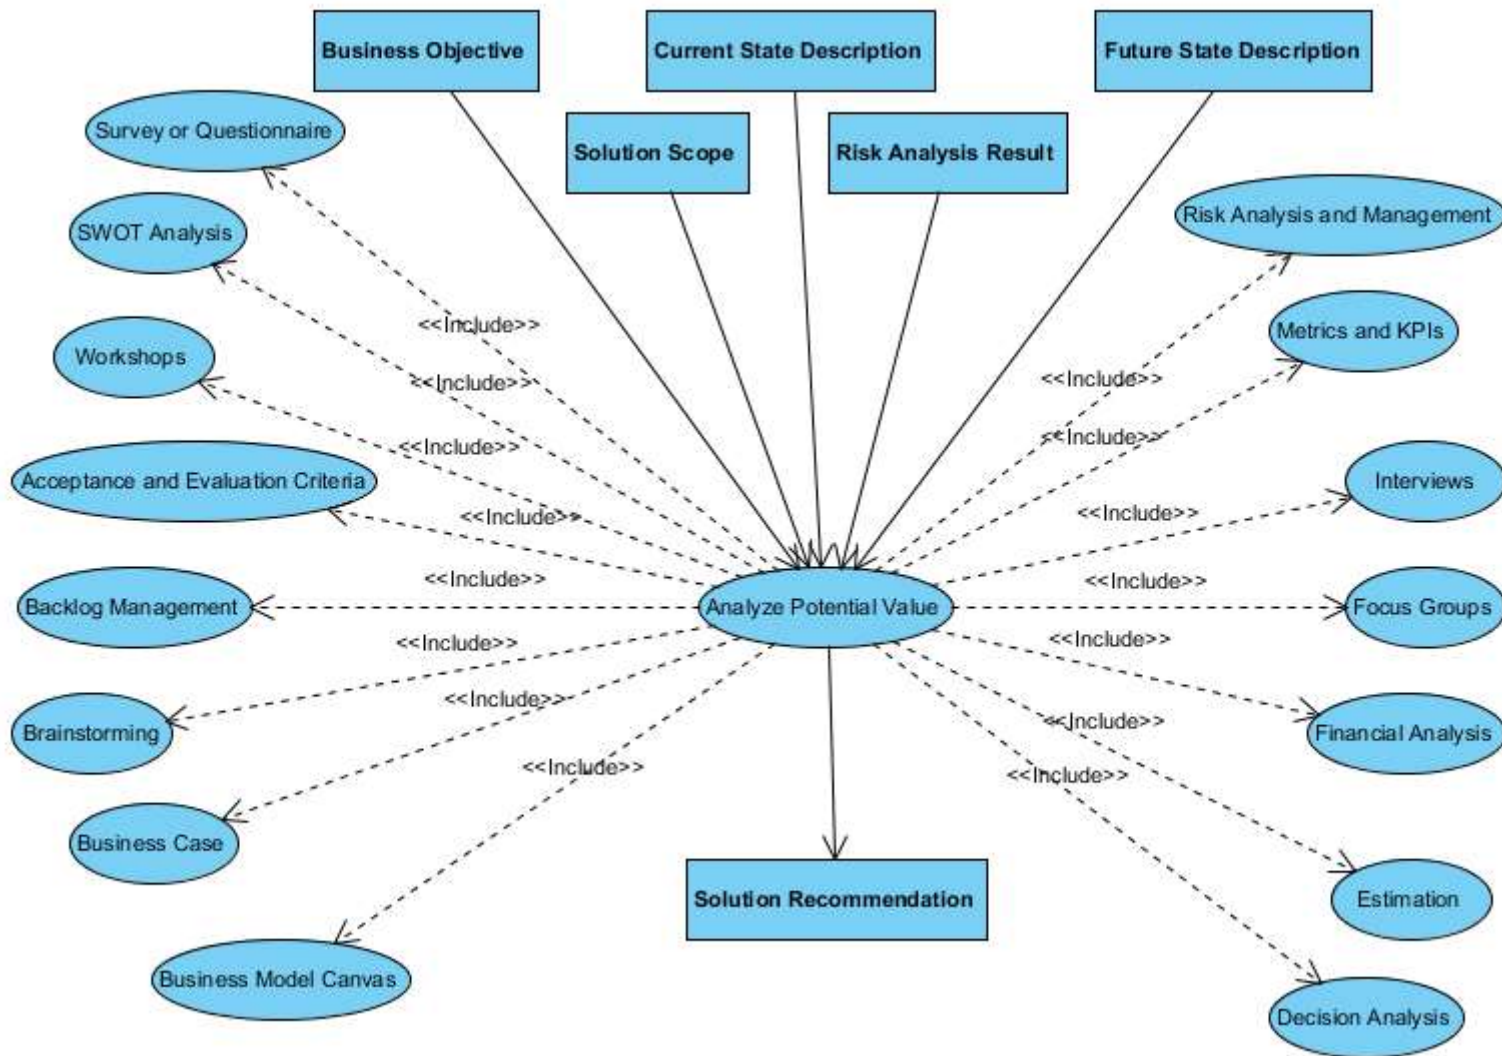 Business Objective
Current State Description
Future State Description
Survey or Questionnaire
Solution Scope
Risk Analysis Result
SWOT Analysis
Risk Analysis and Management
<<Include>>
Metrics and KPIs
Workshops
<<Include>>
<<Include>>
<<Include>>
<<Include>>
Acceptance and Evaluation Criteria
Interviews
<<Include>>
<<Include>>
<<Include>>
<<Include>>
Backlog Management
Analyze Potential Value
Focus Groups
<<Include>>
<<Include>>
<<Include>>
<<Include>>
Brainstorming
Financial Analysis
<<Include>>
<<Include>>
Business Case
Solution Recommendation
Estimation
Business Model Canvas
Decision Analysis